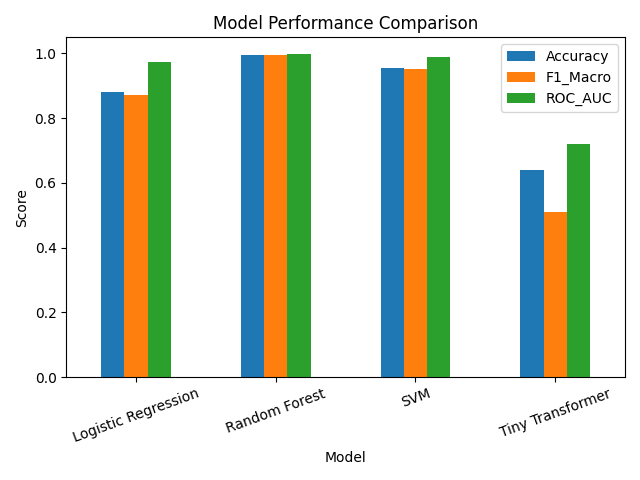 Model Performance Comparison
Accuracy
F1_Macro
ROC_AUC
Score
1.0
0.8
0.6
0.4
0.2
0.0
Logistic Regression
Random Forest
SVM
Tiny Transformer
Model